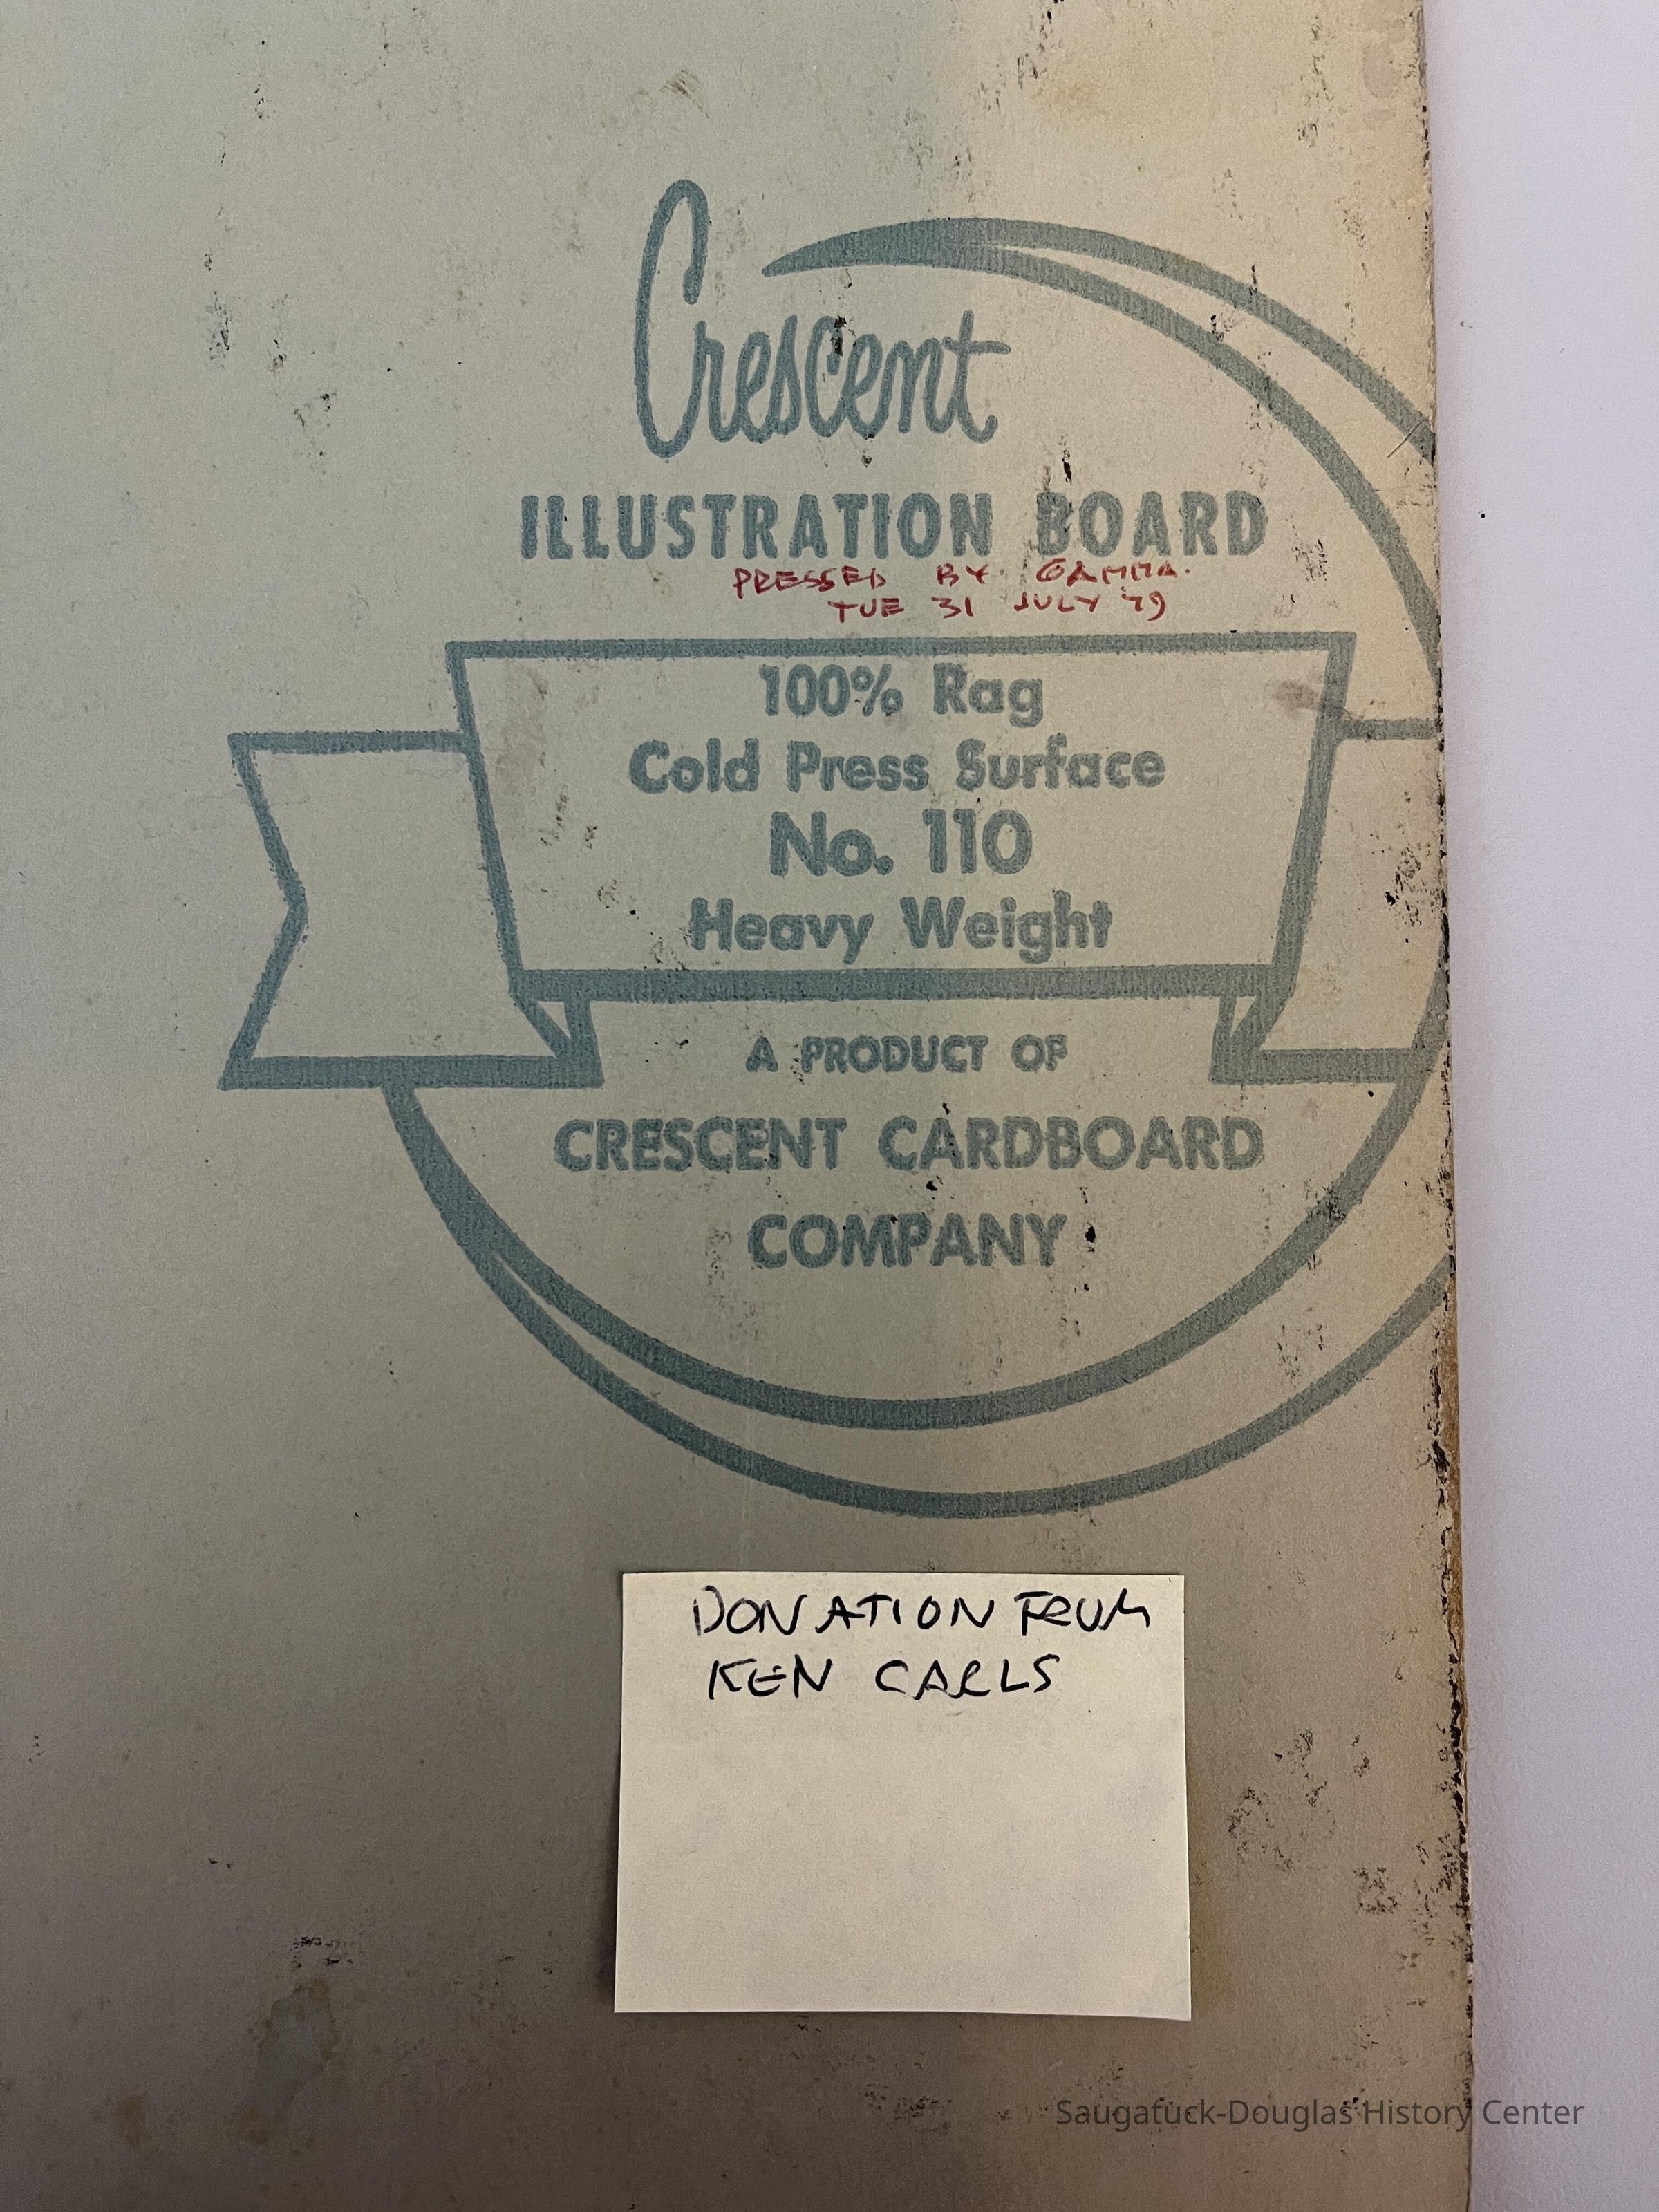 Crescent
ILLUSTRATION BOARD
PRESSED BY GAMMA.
TUE 31 JULY '79
100% Rag
Cold Press Surface
No. 110
Heavy Weight
A PRODUCT OF
CRESCENT CARDBOARD
COMPANY
DONATION FROM
KEN CARLS
Saugatuck-Douglas History Center